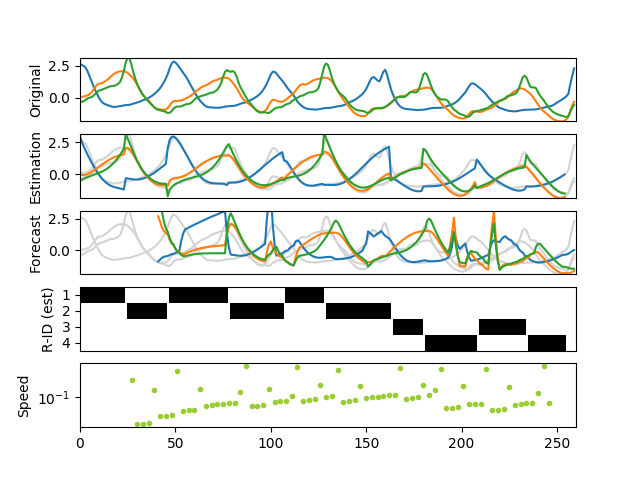 Original
2.5
0.0
Estimation
2.5
0.0
Forecast
2.5
0.0
R-ID (est)
1
2
3
4
Speed
10⁻¹
0 50 100 150 200 250